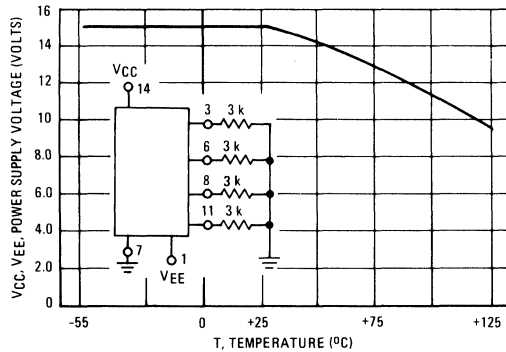 VCC, VEE, POWER SUPPLY VOLTAGE (VOLTS)
16
14
12
10
8.0
6.0
4.0
2.0
0
VCC
14
3 3 k
6 3 k
8 3 k
11 3 k
7
1
VEE
-55 0 +25 +75 +125
T, TEMPERATURE (°C)